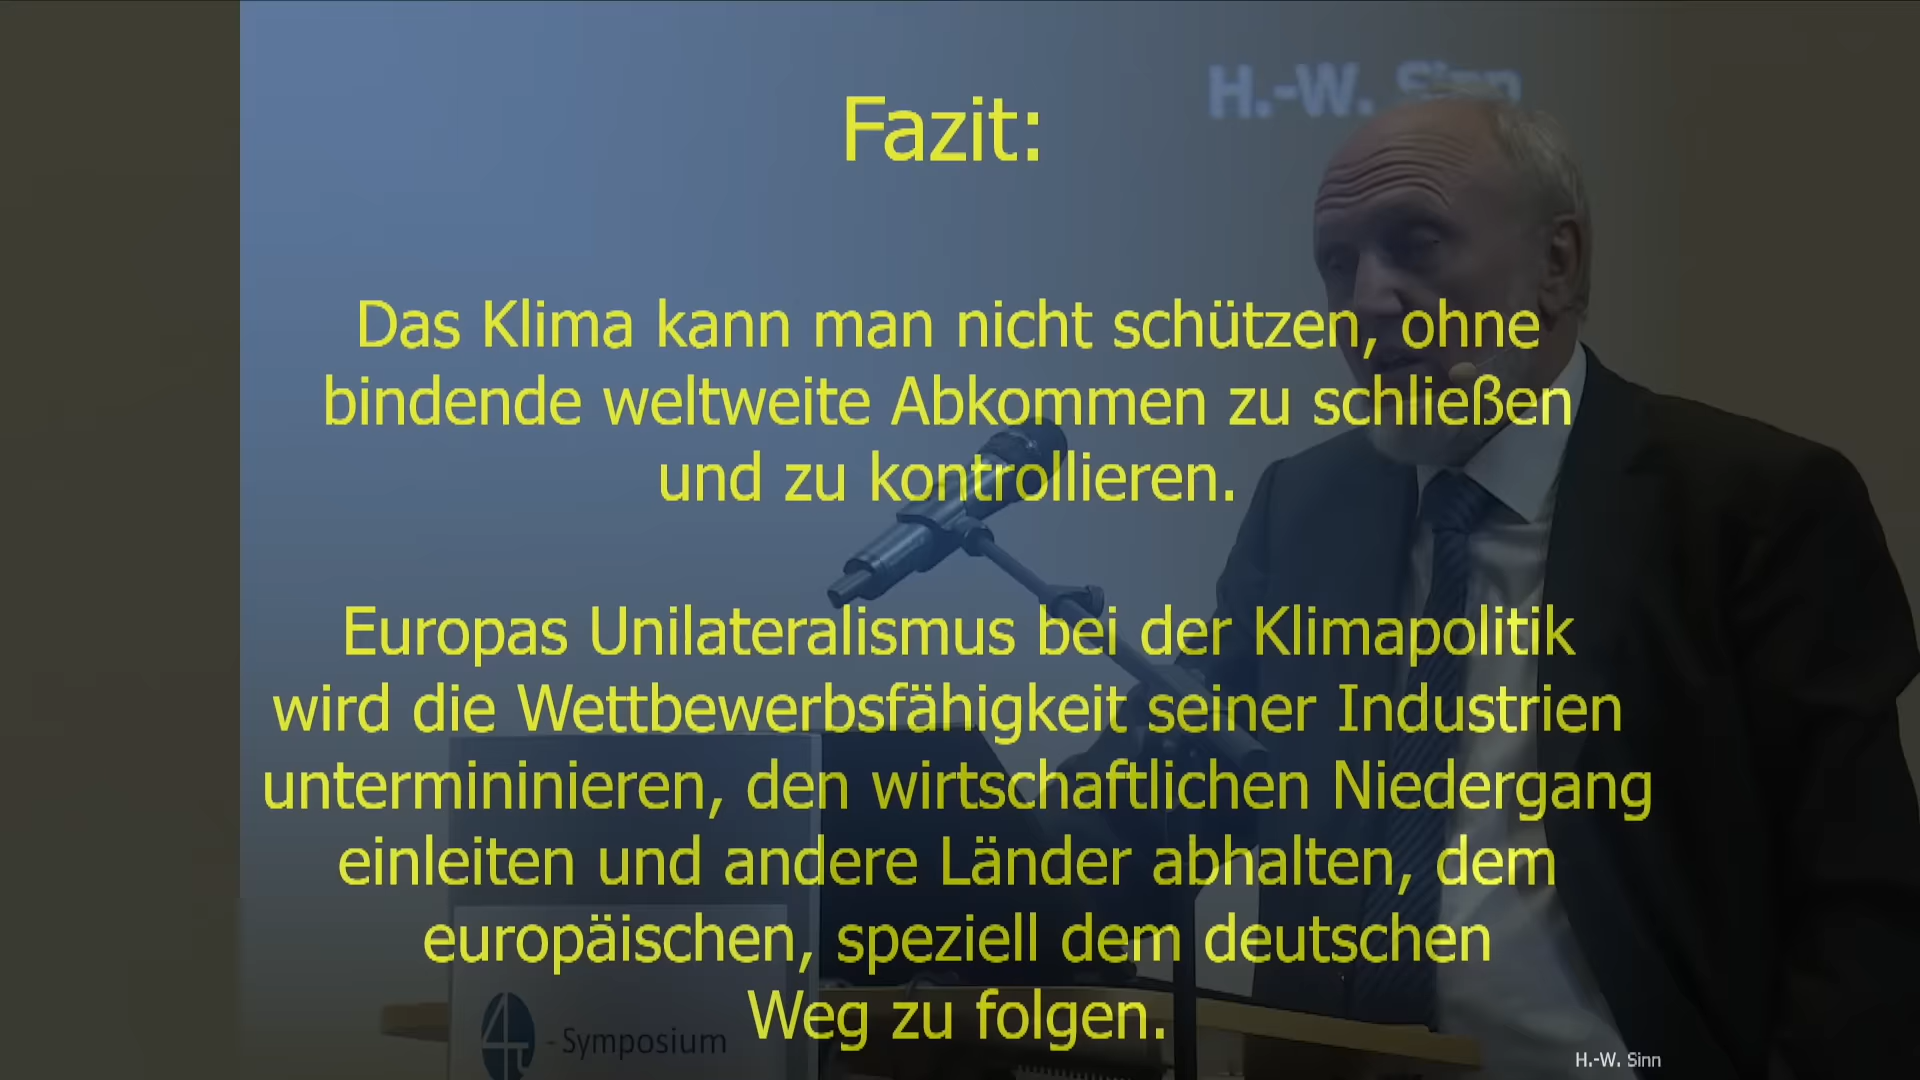 H.-W. Sinn
Fazit:
Das Klima kann man nicht schützen, ohne
bindende weltweite Abkommen zu schließen
und zu kontrollieren.
Europas Unilateralismus bei der Klimapolitik
wird die Wettbewerbsfähigkeit seiner Industrien
untermininieren, den wirtschaftlichen Niedergang
einleiten und andere Länder abhalten, dem
europäischen, speziell dem deutschen
Weg zu folgen.
- Symposium
H.-W. Sinn